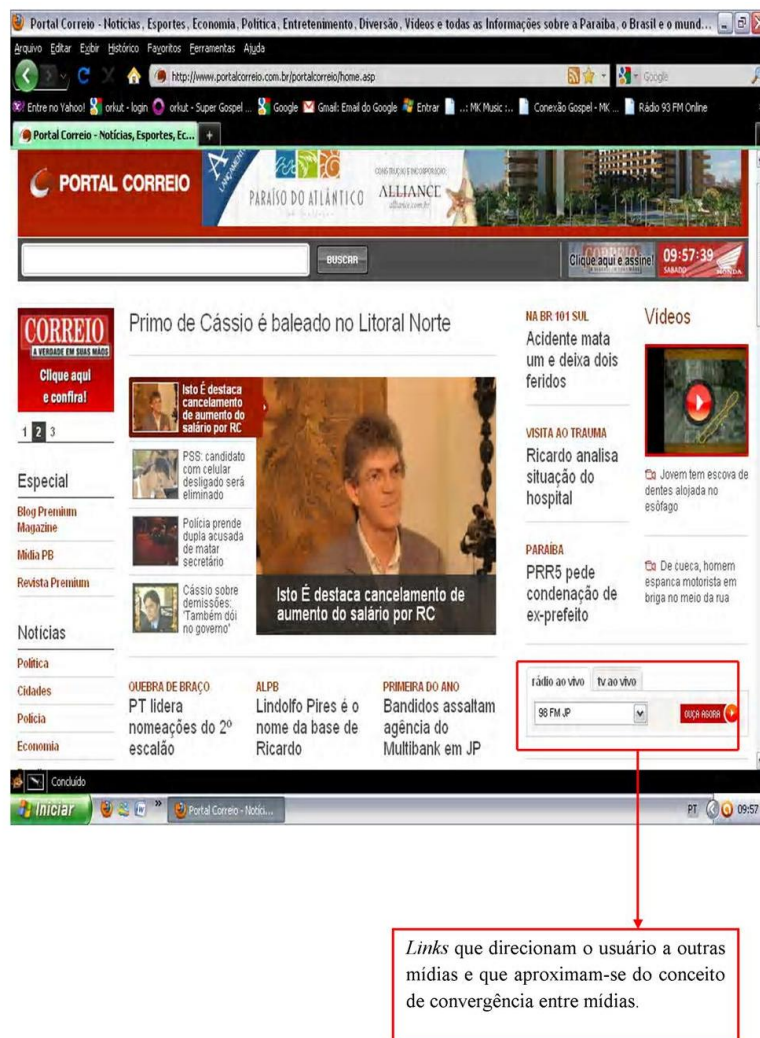 Portal Correio - Notícias, Esportes, Economia, Política, Entretenimento, Diversão, Vídeos e todas as Informações sobre a Paraíba, o Brasil e o mund...
Arquivo Editar Exibir Histórico Favoritos Ferramentas Ajuda
http://www.portalcorreio.com.br/portalcorreio/home.asp
Google
Entre no Yahoo! orkut - login orkut - Super Gospel ... Google Gmail: Email do Google Entrar ..: MK Music :.. Conexão Gospel - MK ... Rádio 93 FM Online
Portal Correio - Notícias, Esportes, Ec... +
PORTAL CORREIO
LANÇAMENTO
PARAÍSO DO ATLÂNTICO
CONSTRUÇÃO E INCORPORAÇÃO
ALLIANCE
BUSCAR
CORREIO
Clique aqui e assine!
09:57:39
SABADO
HONDA
CORREIO
A VERDADE EM SUAS MÃOS
Clique aqui
e confira!
1 2 3
Especial
Blog Premium
Magazine
Mídia PB
Revista Premium
Notícias
Política
Cidades
Polícia
Economia
Primo de Cássio é baleado no Litoral Norte
Isto É destaca
cancelamento
de aumento do
salário por RC
PSS: candidato
com celular
desligado será
eliminado
Polícia prende
dupla acusada
de matar
secretário
Cássio sobre
demissões:
'Também dói
no governo'
Isto É destaca cancelamento de
aumento do salário por RC
QUEBRA DE BRAÇO
PT lidera
nomeações do 2º
escalão
ALPB
Lindolfo Pires é o
nome da base de
Ricardo
PRIMEIRA DO ANO
Bandidos assaltam
agência do
Multibank em JP
NA BR 101 SUL
Acidente mata
um e deixa dois
feridos
VISITA AO TRAUMA
Ricardo analisa
situação do
hospital
PARAÍBA
PRR5 pede
condenação de
ex-prefeito
Vídeos
Jovem tem escova de
dentes alojada no
esôfago
De cueca, homem
espanca motorista em
briga no meio da rua
rádio ao vivo tv ao vivo
98 FM JP
OUÇA AGORA
Concluído
Iniciar
»
Portal Correio - Notíci...
PT
09:57
Links que direcionam o usuário a outras
mídias e que aproximam-se do conceito
de convergência entre mídias.